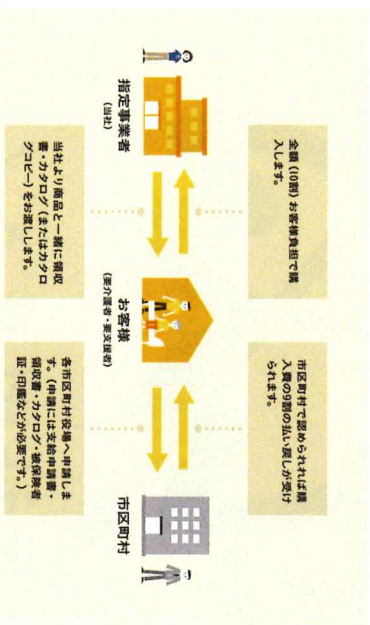 全額（10割）お客様負担で購
入します。
市区町村で認められれば購
入費の9割の払い戻しが受け
られます。
指定事業者
（当社）
お客様
（要介護者・要支援者）
市区町村
当社より商品と一緒に領収
書・カタログ（またはカタロ
グコピー）をお渡しします。
各市区町村役場へ申請しま
す。（申請には支給申請書・
領収書・カタログ・被保険者
証・印鑑などが必要です。）